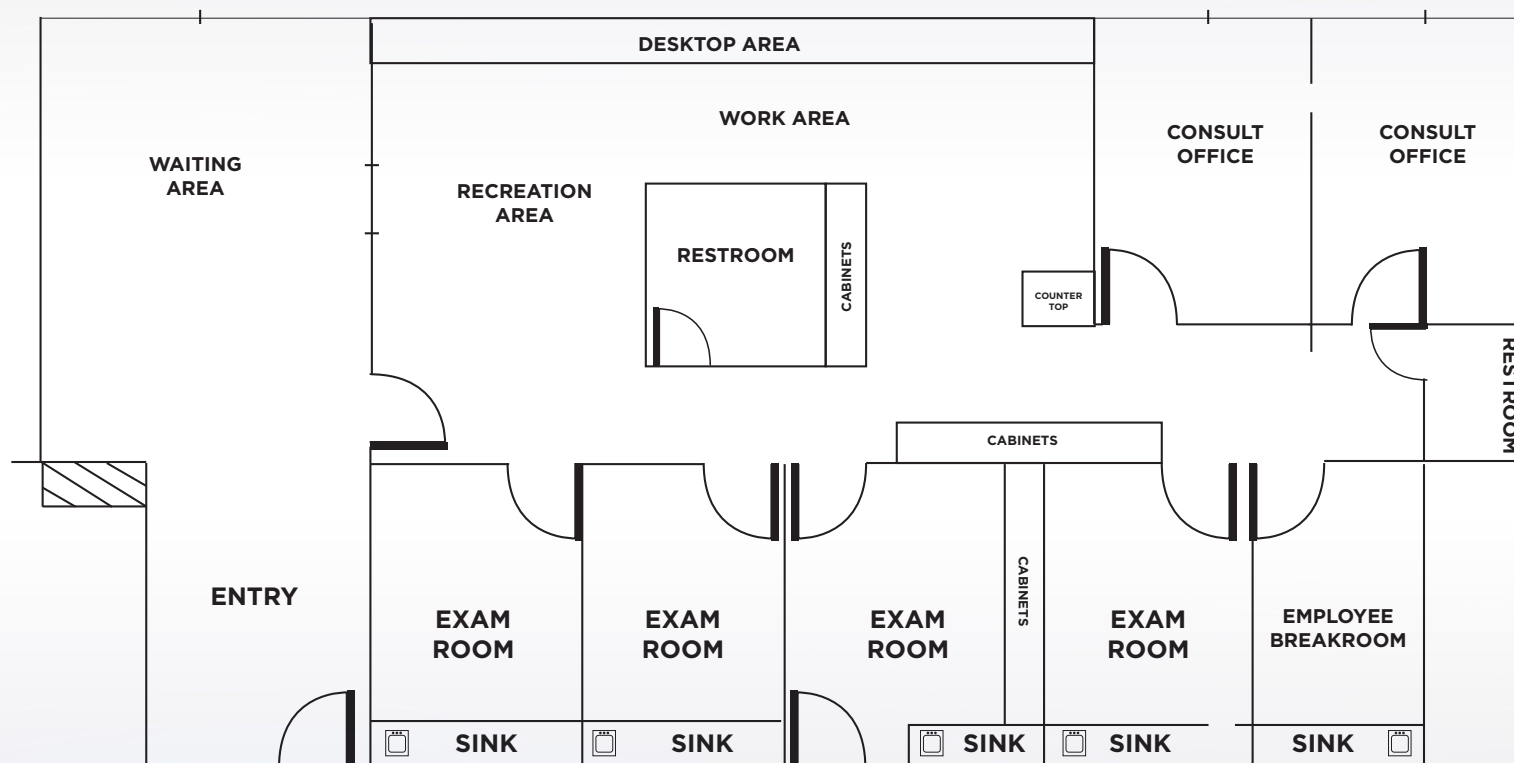 DESKTOP AREA
WORK AREA
WAITING
AREA
RECREATION
AREA
CONSULT
OFFICE
CONSULT
OFFICE
RESTROOM
CABINETS
COUNTER
TOP
RESTROOM
CABINETS
ENTRY
EXAM
ROOM
EXAM
ROOM
EXAM
ROOM
CABINETS
EXAM
ROOM
EMPLOYEE
BREAKROOM
SINK
SINK
SINK
SINK
SINK